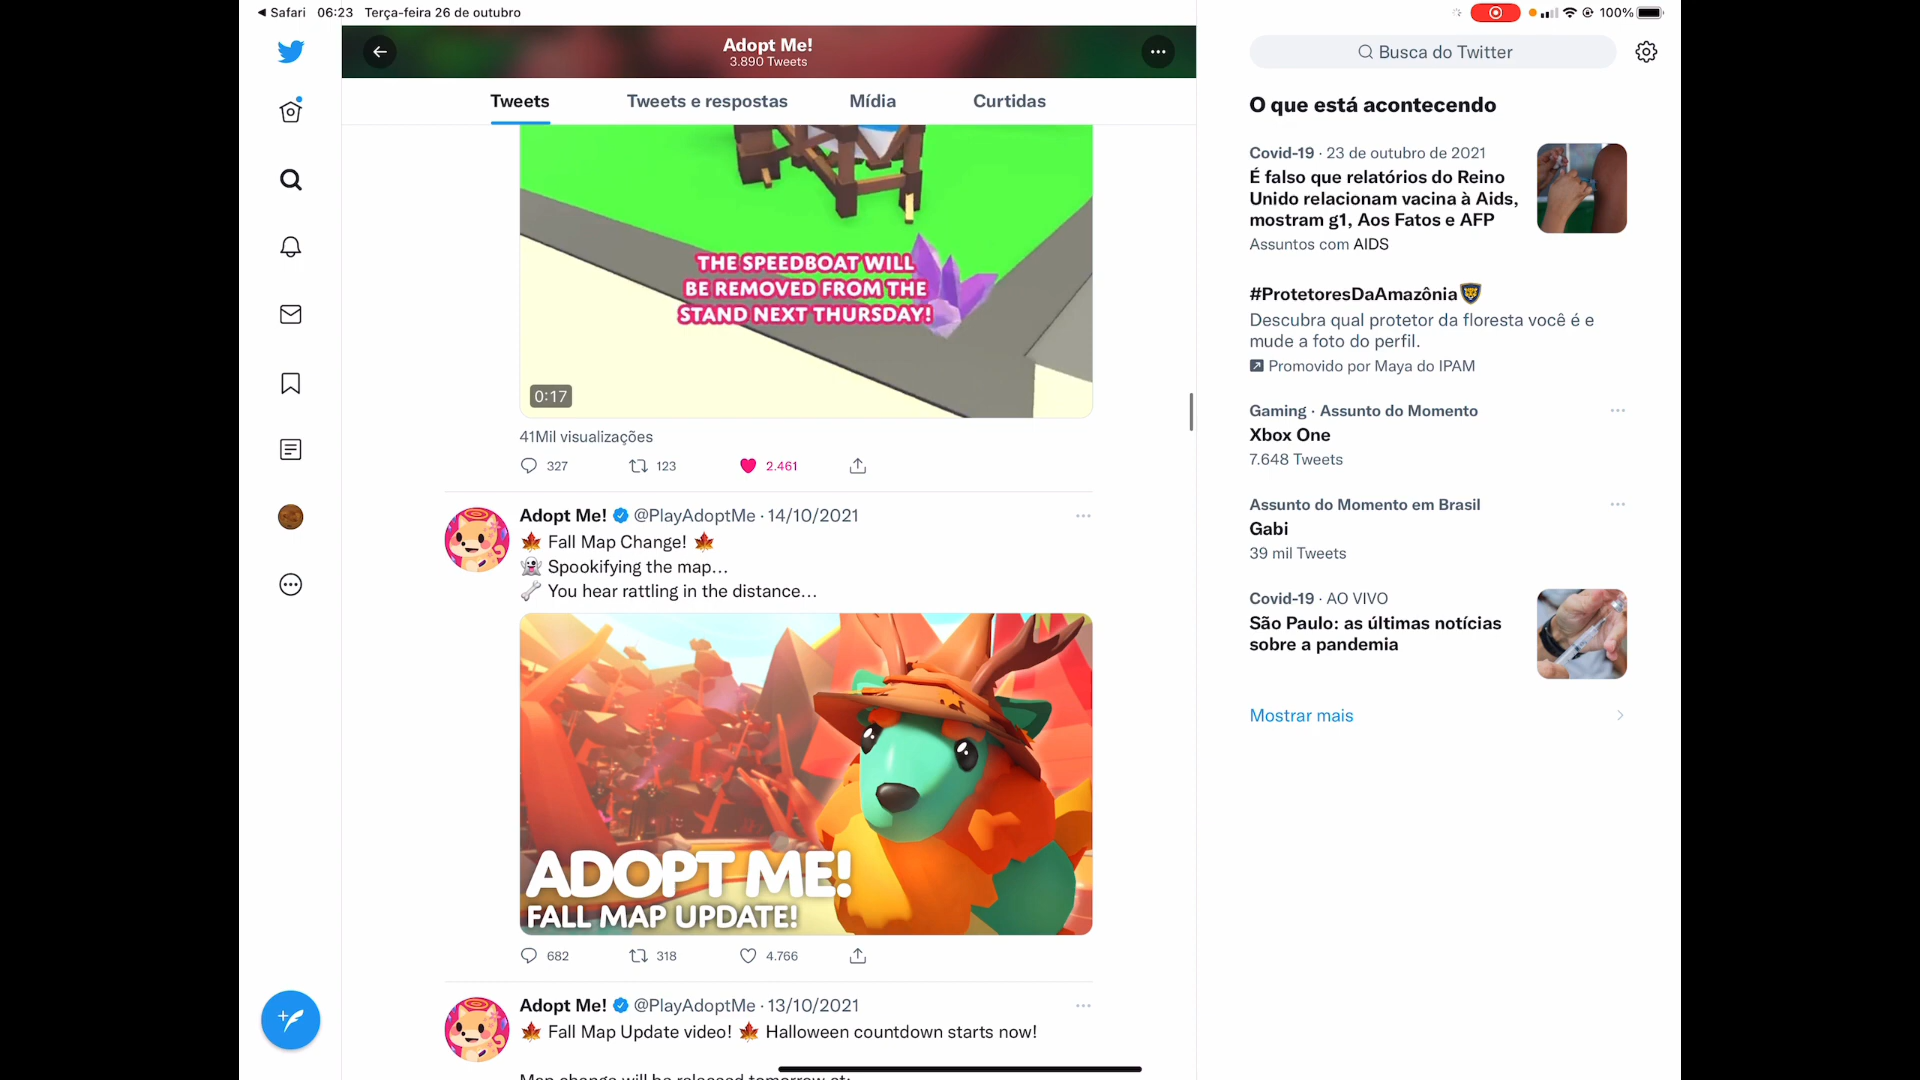 Safari 06:23 Terça-feira 26 de outubro
100%
Adopt Me!
3.890 Tweets
Busca do Twitter
Tweets Tweets e respostas Mídia Curtidas
THE SPEEDBOAT WILL
BE REMOVED FROM THE
STAND NEXT THURSDAY!
0:17
41Mil visualizações
327 123 2.461
Adopt Me! @PlayAdoptMe · 14/10/2021
Fall Map Change!
Spookifying the map...
You hear rattling in the distance...
ADOPT ME!
FALL MAP UPDATE!
682 318 4.766
Adopt Me! @PlayAdoptMe · 13/10/2021
Fall Map Update video! Halloween countdown starts now!
O que está acontecendo
Covid-19 · 23 de outubro de 2021
É falso que relatórios do Reino
Unido relacionam vacina à Aids,
mostram g1, Aos Fatos e AFP
Assuntos com AIDS
#ProtetoresDaAmazônia
Descubra qual protetor da floresta você é e
mude a foto do perfil.
Promovido por Maya do IPAM
Gaming · Assunto do Momento
Xbox One
7.648 Tweets
Assunto do Momento em Brasil
Gabi
39 mil Tweets
Covid-19 · AO VIVO
São Paulo: as últimas notícias
sobre a pandemia
Mostrar mais